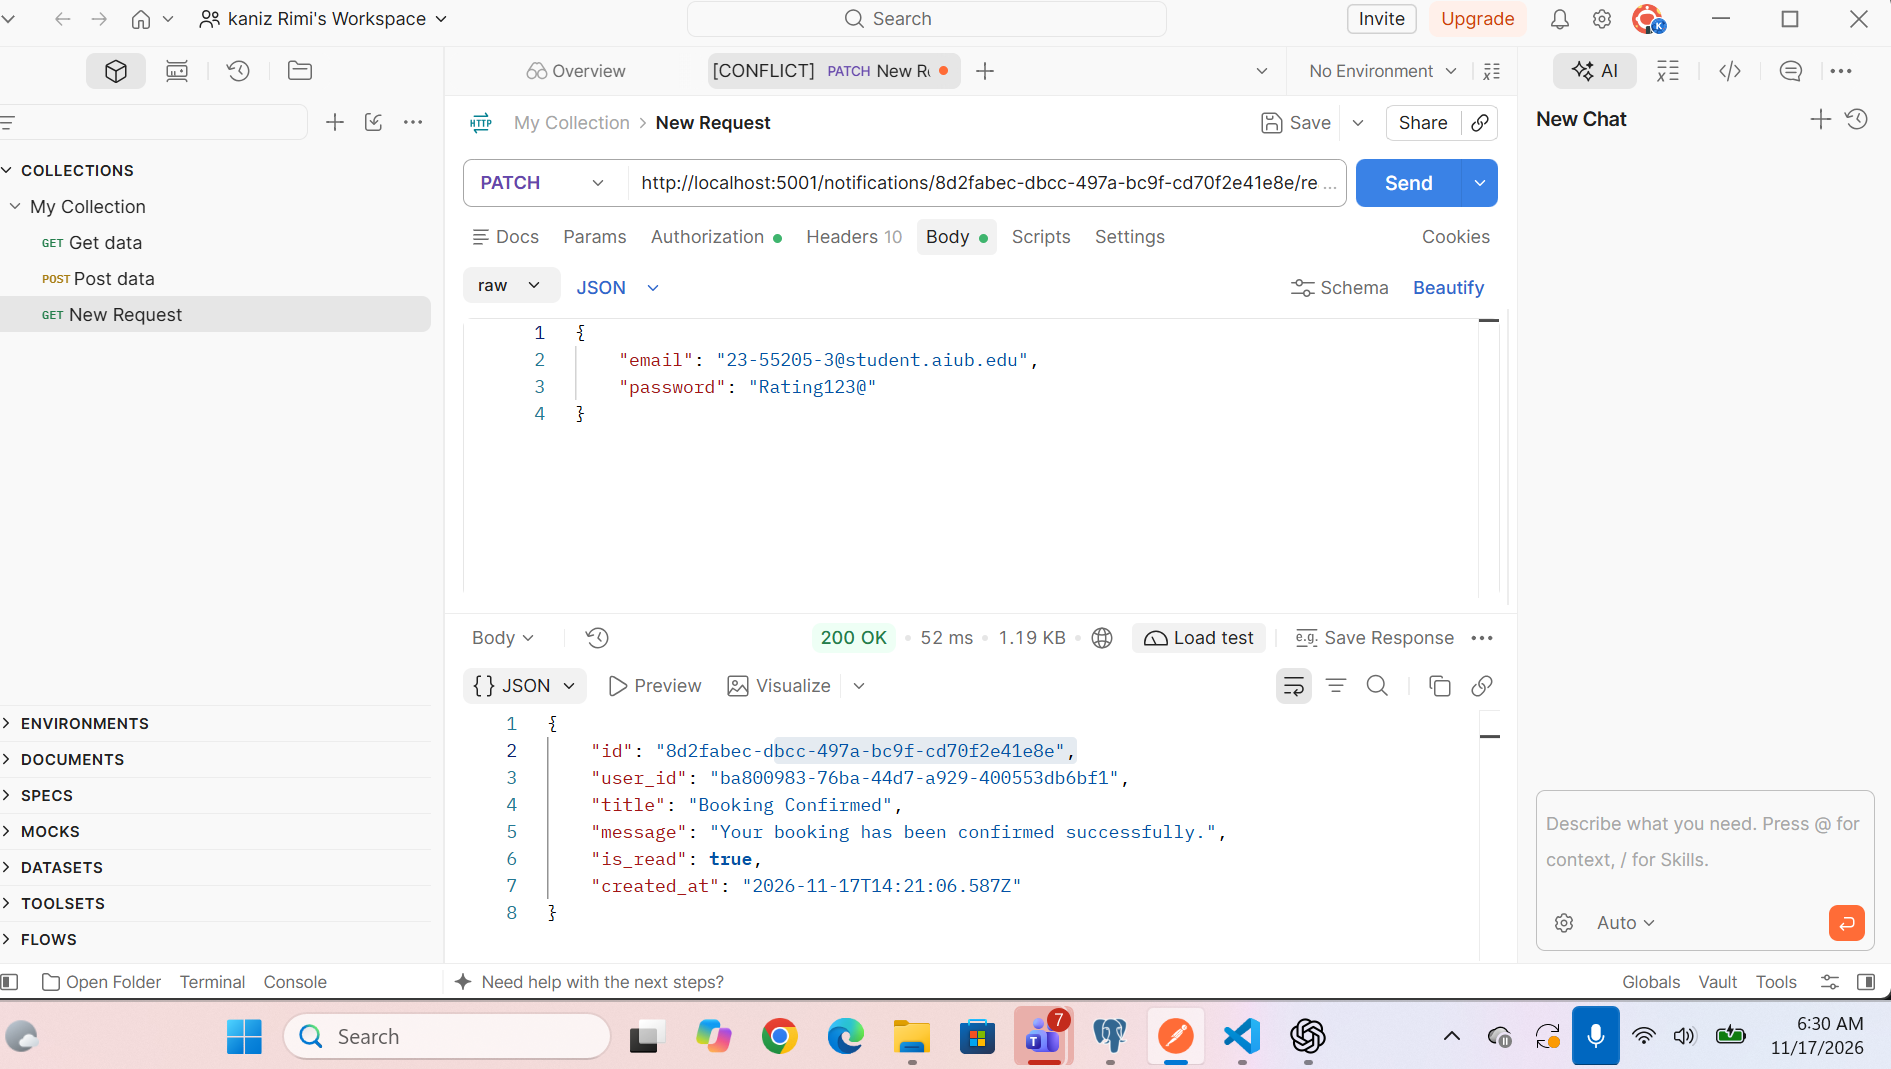 kaniz Rimi's Workspace
Search
Invite
Upgrade
K
Overview
[CONFLICT] PATCH New Re
No Environment
AI
HTTP My Collection > New Request
Save
Share
New Chat
COLLECTIONS
My Collection
GET Get data
POST Post data
GET New Request
PATCH
http://localhost:5001/notifications/8d2fabec-dbcc-497a-bc9f-cd70f2e41e8e/re ...
Send
Docs
Params
Authorization
Headers 10
Body
Scripts
Settings
Cookies
raw
JSON
Schema
Beautify
1 {
2 "email": "23-55205-3@student.aiub.edu",
3 "password": "Rating123@"
4 }
Body
200 OK • 52 ms • 1.19 KB •
Load test
e.g. Save Response
{} JSON
Preview
Visualize
1 {
2 "id": "8d2fabec-dbcc-497a-bc9f-cd70f2e41e8e",
3 "user_id": "ba800983-76ba-44d7-a929-400553db6bf1",
4 "title": "Booking Confirmed",
5 "message": "Your booking has been confirmed successfully.",
6 "is_read": true,
7 "created_at": "2026-11-17T14:21:06.587Z"
8 }
ENVIRONMENTS
DOCUMENTS
SPECS
MOCKS
DATASETS
TOOLSETS
FLOWS
Describe what you need. Press @ for
context, / for Skills.
Auto
Open Folder
Terminal
Console
Need help with the next steps?
Globals
Vault
Tools
Search
7
T
6:30 AM
11/17/2026